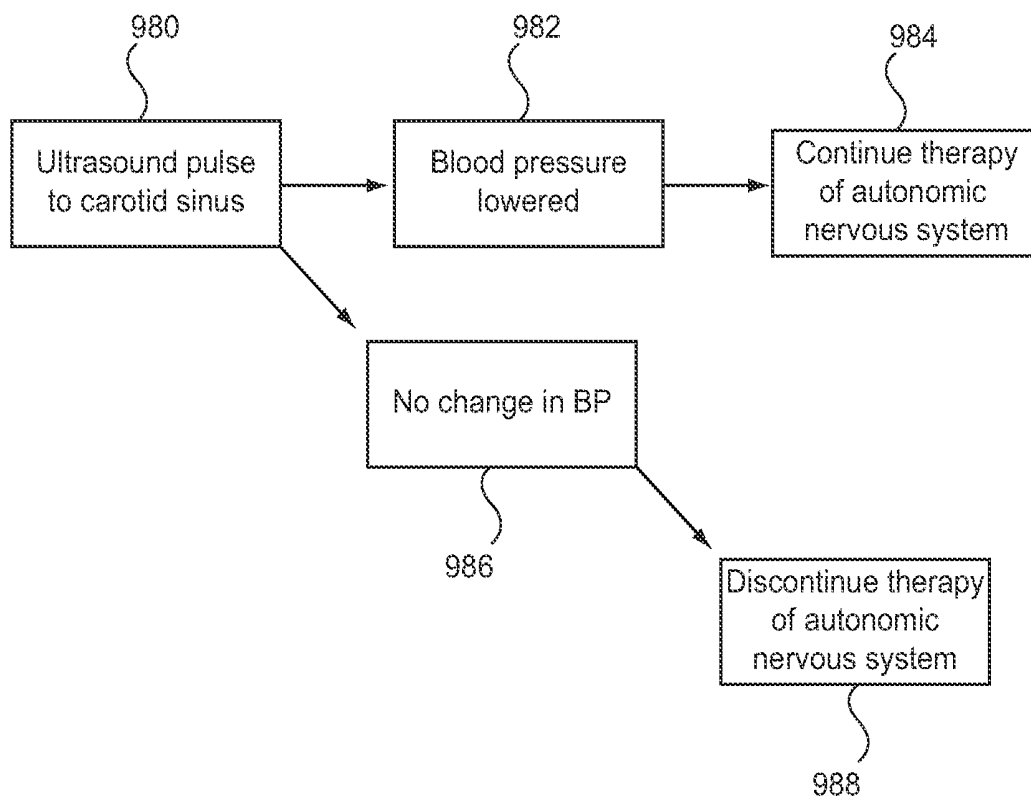 980
982
984
Ultrasound pulse
to carotid sinus
Blood pressure
lowered
Continue therapy
of autonomic
nervous system
No change in BP
986
Discontinue therapy
of autonomic
nervous system
988